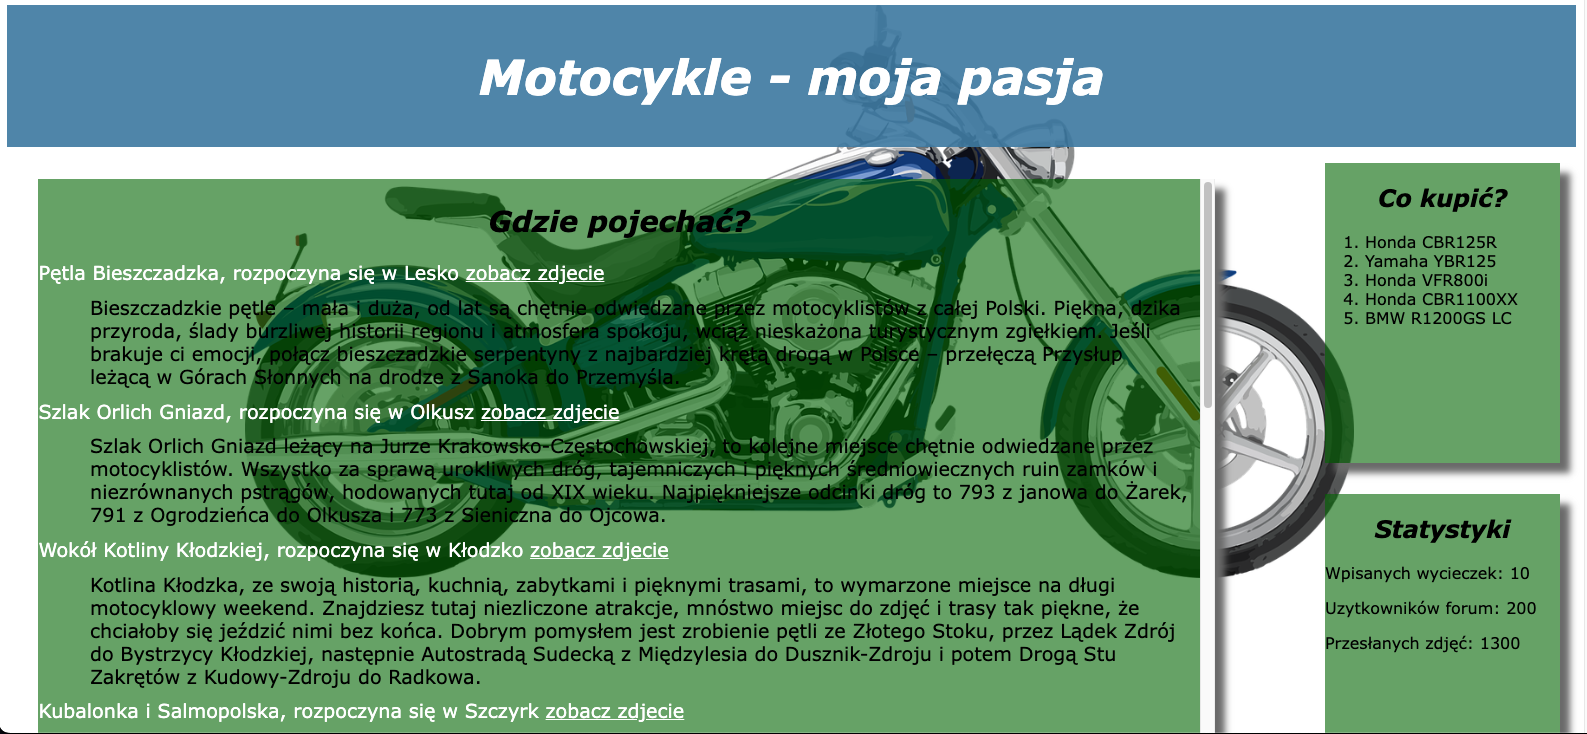 Motocykle - moja pasja
Gdzie pojechać?
Pętla Bieszczadzka, rozpoczyna się w Lesko zobacz zdjecie
Bieszczadzkie pętle – mała i duża, od lat są chętnie odwiedzane przez motocyklistów z całej Polski. Piękna, dzika
przyroda, ślady burzliwej historii regionu i atmosfera spokoju, wciąż nieskażona turystycznym zgiełkiem. Jeśli
brakuje ci emocji, połącz bieszczadzkie serpentyny z najbardziej krętą drogą w Polsce – przełęczą Przysłup
leżącą w Górach Słonnych na drodze z Sanoka do Przemyśla.
Szlak Orlich Gniazd, rozpoczyna się w Olkusz zobacz zdjecie
Szlak Orlich Gniazd leżący na Jurze Krakowsko-Częstochowskiej, to kolejne miejsce chętnie odwiedzane przez
motocyklistów. Wszystko za sprawą urokliwych dróg, tajemniczych i pięknych średniowiecznych ruin zamków i
niezrównanych pstrągów, hodowanych tutaj od XIX wieku. Najpiękniejsze odcinki dróg to 793 z janowa do Żarek,
791 z Ogrodzieńca do Olkusza i 773 z Sieniczna do Ojcowa.
Wokół Kotliny Kłodzkiej, rozpoczyna się w Kłodzko zobacz zdjecie
Kotlina Kłodzka, ze swoją historią, kuchnią, zabytkami i pięknymi trasami, to wymarzone miejsce na długi
motocyklowy weekend. Znajdziesz tutaj niezliczone atrakcje, mnóstwo miejsc do zdjęć i trasy tak piękne, że
chciałoby się jeździć nimi bez końca. Dobrym pomysłem jest zrobienie pętli ze Złotego Stoku, przez Lądek Zdrój
do Bystrzycy Kłodzkiej, następnie Autostradą Sudecką z Międzylesia do Dusznik-Zdroju i potem Drogą Stu
Zakrętów z Kudowy-Zdroju do Radkowa.
Kubalonka i Salmopolska, rozpoczyna się w Szczyrk zobacz zdjecie
Co kupić?
1. Honda CBR125R
2. Yamaha YBR125
3. Honda VFR800i
4. Honda CBR1100XX
5. BMW R1200GS LC
Statystyki
Wpisanych wycieczek: 10
Uzytkowników forum: 200
Przesłanych zdjęć: 1300